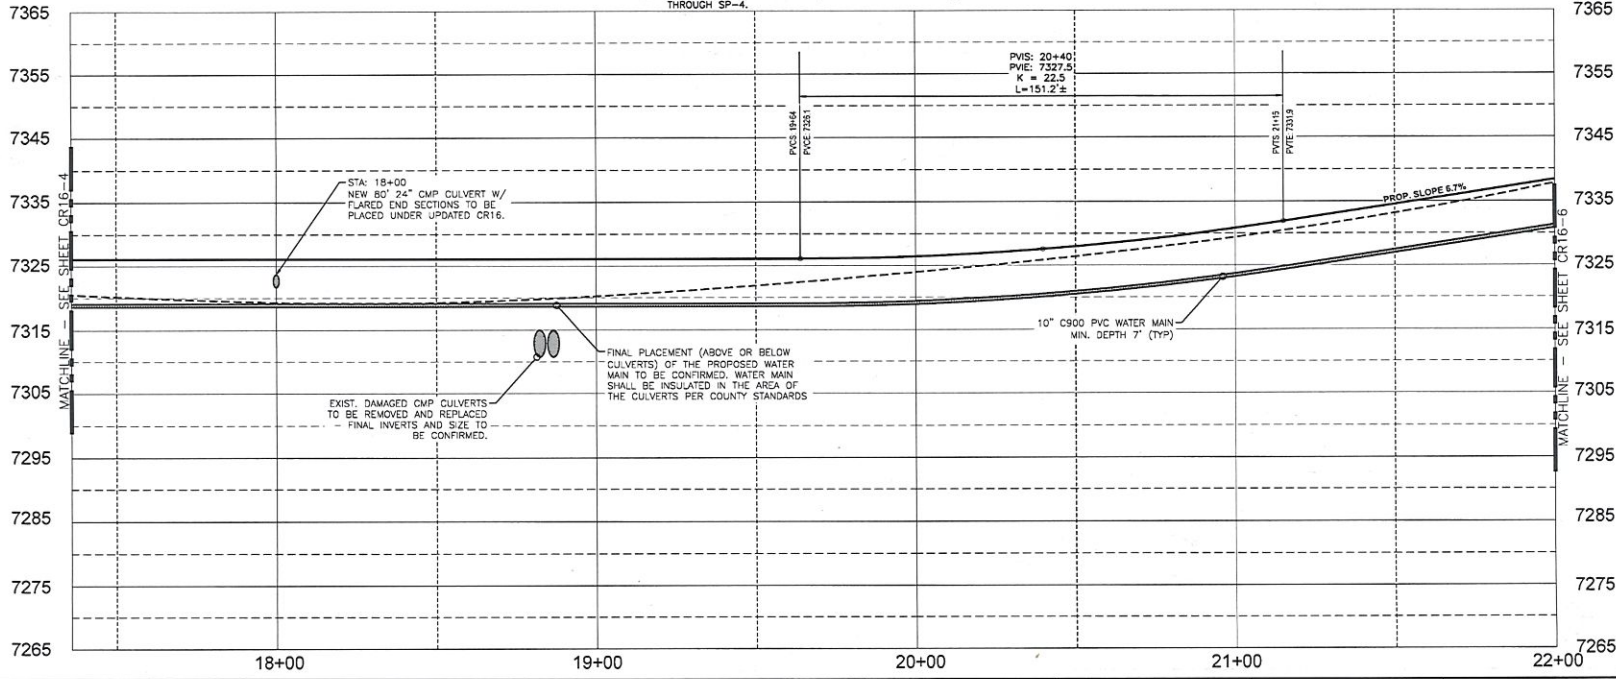 THROUGH SP-4.
7365
7355
7345
7335
7325
7315
7305
7295
7285
7275
7265
MATCHLINE - SEE SHEET CR16-4
STA: 18+00
NEW 80' 24" CMP CULVERT W/
FLARED END SECTIONS TO BE
PLACED UNDER UPDATED CR16.
PVIS: 20+40
PVIE: 7327.5
K = 22.5
L=151.2'±
PVCS: 19+64
PVCE: 7326.1
PVTS: 21+15
PVTE: 7331.9
PROP. SLOPE 6.7%
10" C900 PVC WATER MAIN
MIN. DEPTH 7' (TYP)
FINAL PLACEMENT (ABOVE OR BELOW
CULVERTS) OF THE PROPOSED WATER
MAIN TO BE CONFIRMED. WATER MAIN
SHALL BE INSULATED IN THE AREA OF
THE CULVERTS PER COUNTY STANDARDS
EXIST. DAMAGED CMP CULVERTS
TO BE REMOVED AND REPLACED
FINAL INVERTS AND SIZE TO
BE CONFIRMED.
MATCHLINE - SEE SHEET CR16-6
7365
7355
7345
7335
7325
7315
7305
7295
7285
7275
7265
18+00
19+00
20+00
21+00
22+00